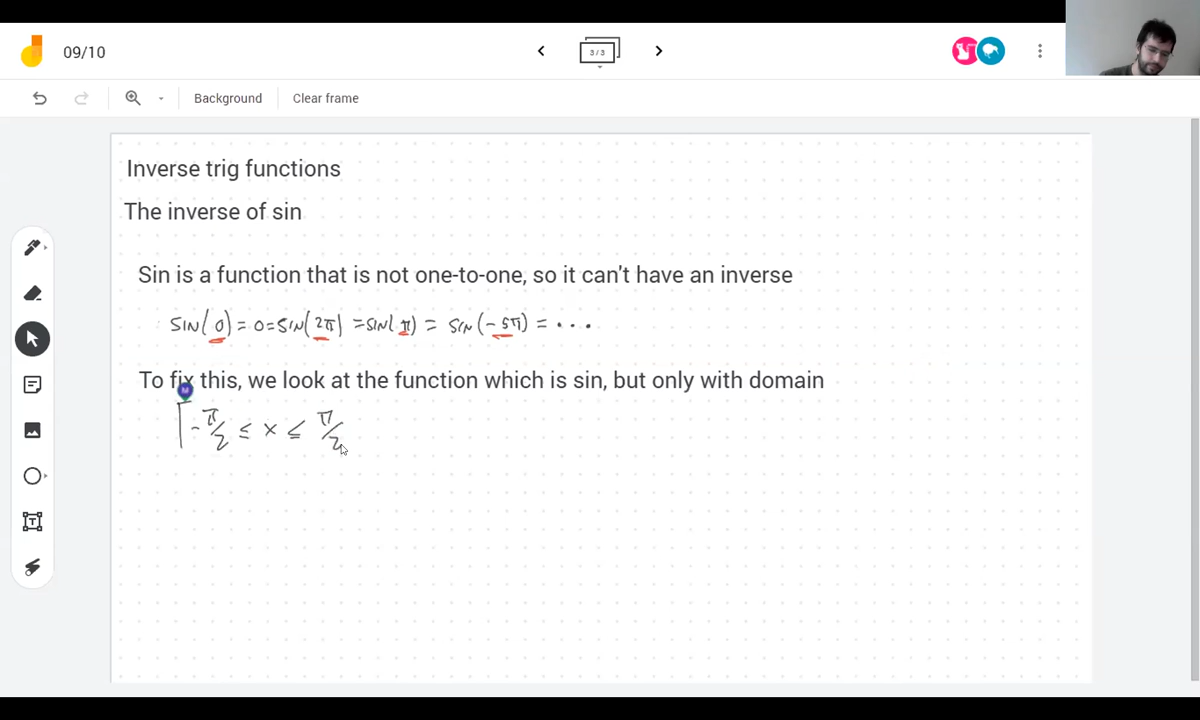 09/10
3/3
Background
Clear frame
Inverse trig functions
The inverse of sin
Sin is a function that is not one-to-one, so it can't have an inverse
SIN(0) = 0 = SIN(2π) = SIN(π) = SIN(-5π) = ...
To fix this, we look at the function which is sin, but only with domain
-π/2 ≤ x ≤ π/2